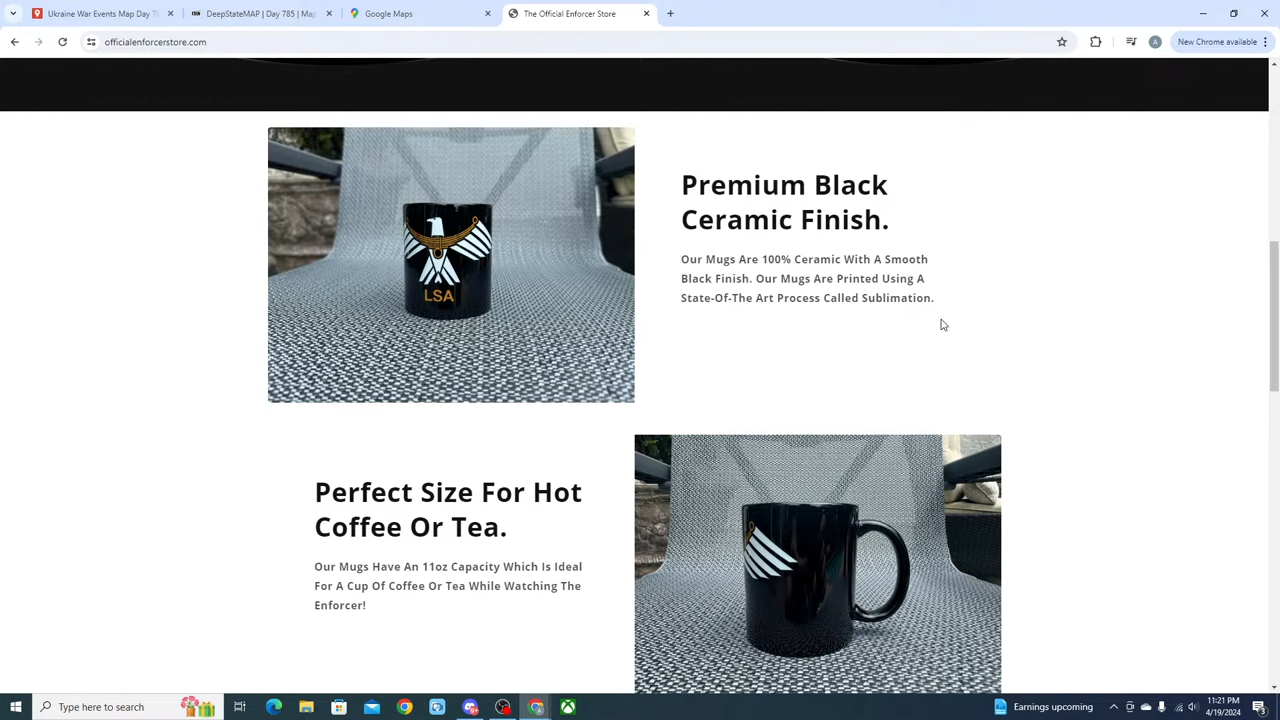 Ukraine War Events Map Day 7
DeepStateMAP | Day 785 | Map
Google Maps
The Official Enforcer Store
officialenforcerstore.com
A
New Chrome available
Premium Black
Ceramic Finish.
Our Mugs Are 100% Ceramic With A Smooth
Black Finish. Our Mugs Are Printed Using A
State-Of-The Art Process Called Sublimation.
LSA
Perfect Size For Hot
Coffee Or Tea.
Our Mugs Have An 11oz Capacity Which Is Ideal
For A Cup Of Coffee Or Tea While Watching The
Enforcer!
Type here to search
Earnings upcoming
11:21 PM
4/19/2024